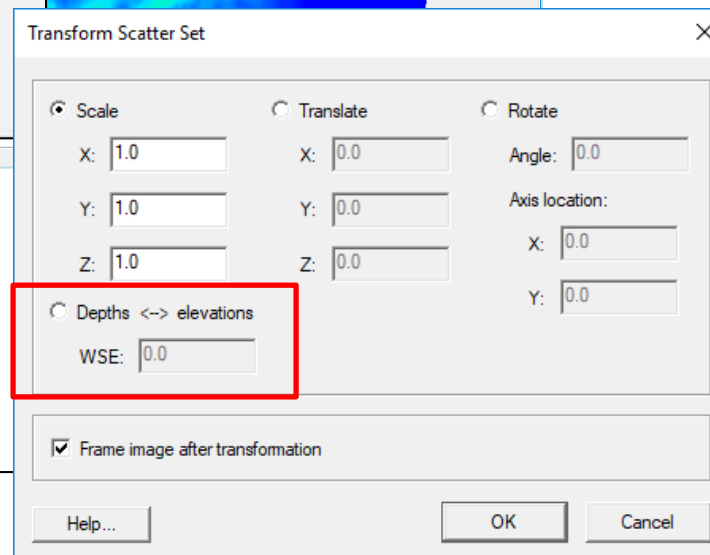 Transform Scatter Set
Scale
X: 1.0
Y: 1.0
Z: 1.0
Translate
X: 0.0
Y: 0.0
Z: 0.0
Rotate
Angle: 0.0
Axis location:
X: 0.0
Y: 0.0
Depths <--> elevations
WSE: 0.0
Frame image after transformation
Help...
OK
Cancel